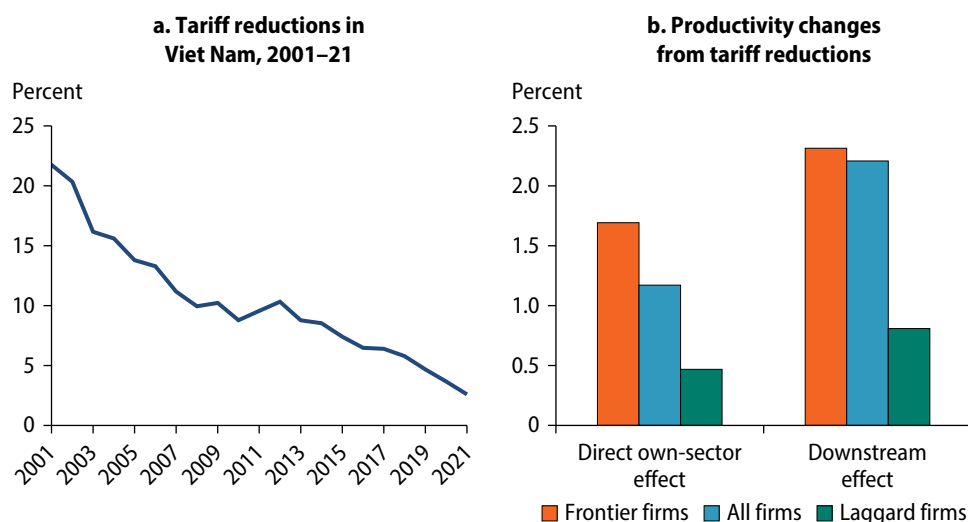 a. Tariff reductions in
Viet Nam, 2001–21
Percent
25
20
15
10
5
0
2001
2003
2005
2007
2009
2011
2013
2015
2017
2019
2021
b. Productivity changes
from tariff reductions
Percent
2.5
2.0
1.5
1.0
0.5
0
Direct own-sector
effect
Downstream
effect
Frontier firms
All firms
Laggard firms